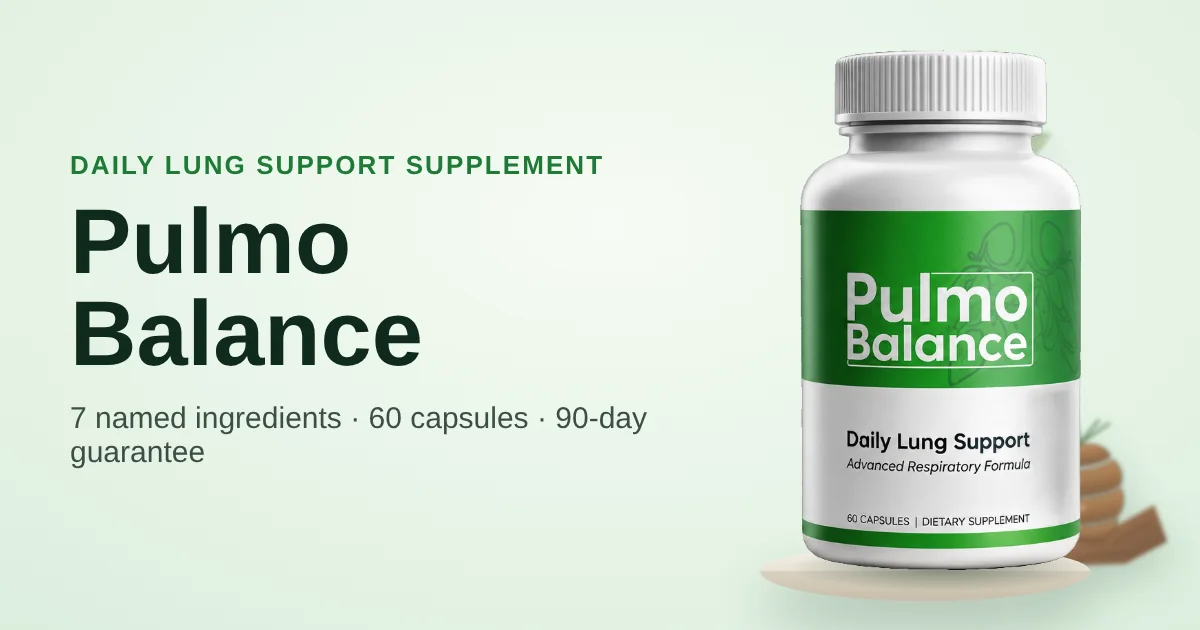 DAILY LUNG SUPPORT SUPPLEMENT
Pulmo
Balance
7 named ingredients · 60 capsules · 90-day
guarantee
Pulmo
Balance
Daily Lung Support
Advanced Respiratory Formula
60 CAPSULES | DIETARY SUPPLEMENT